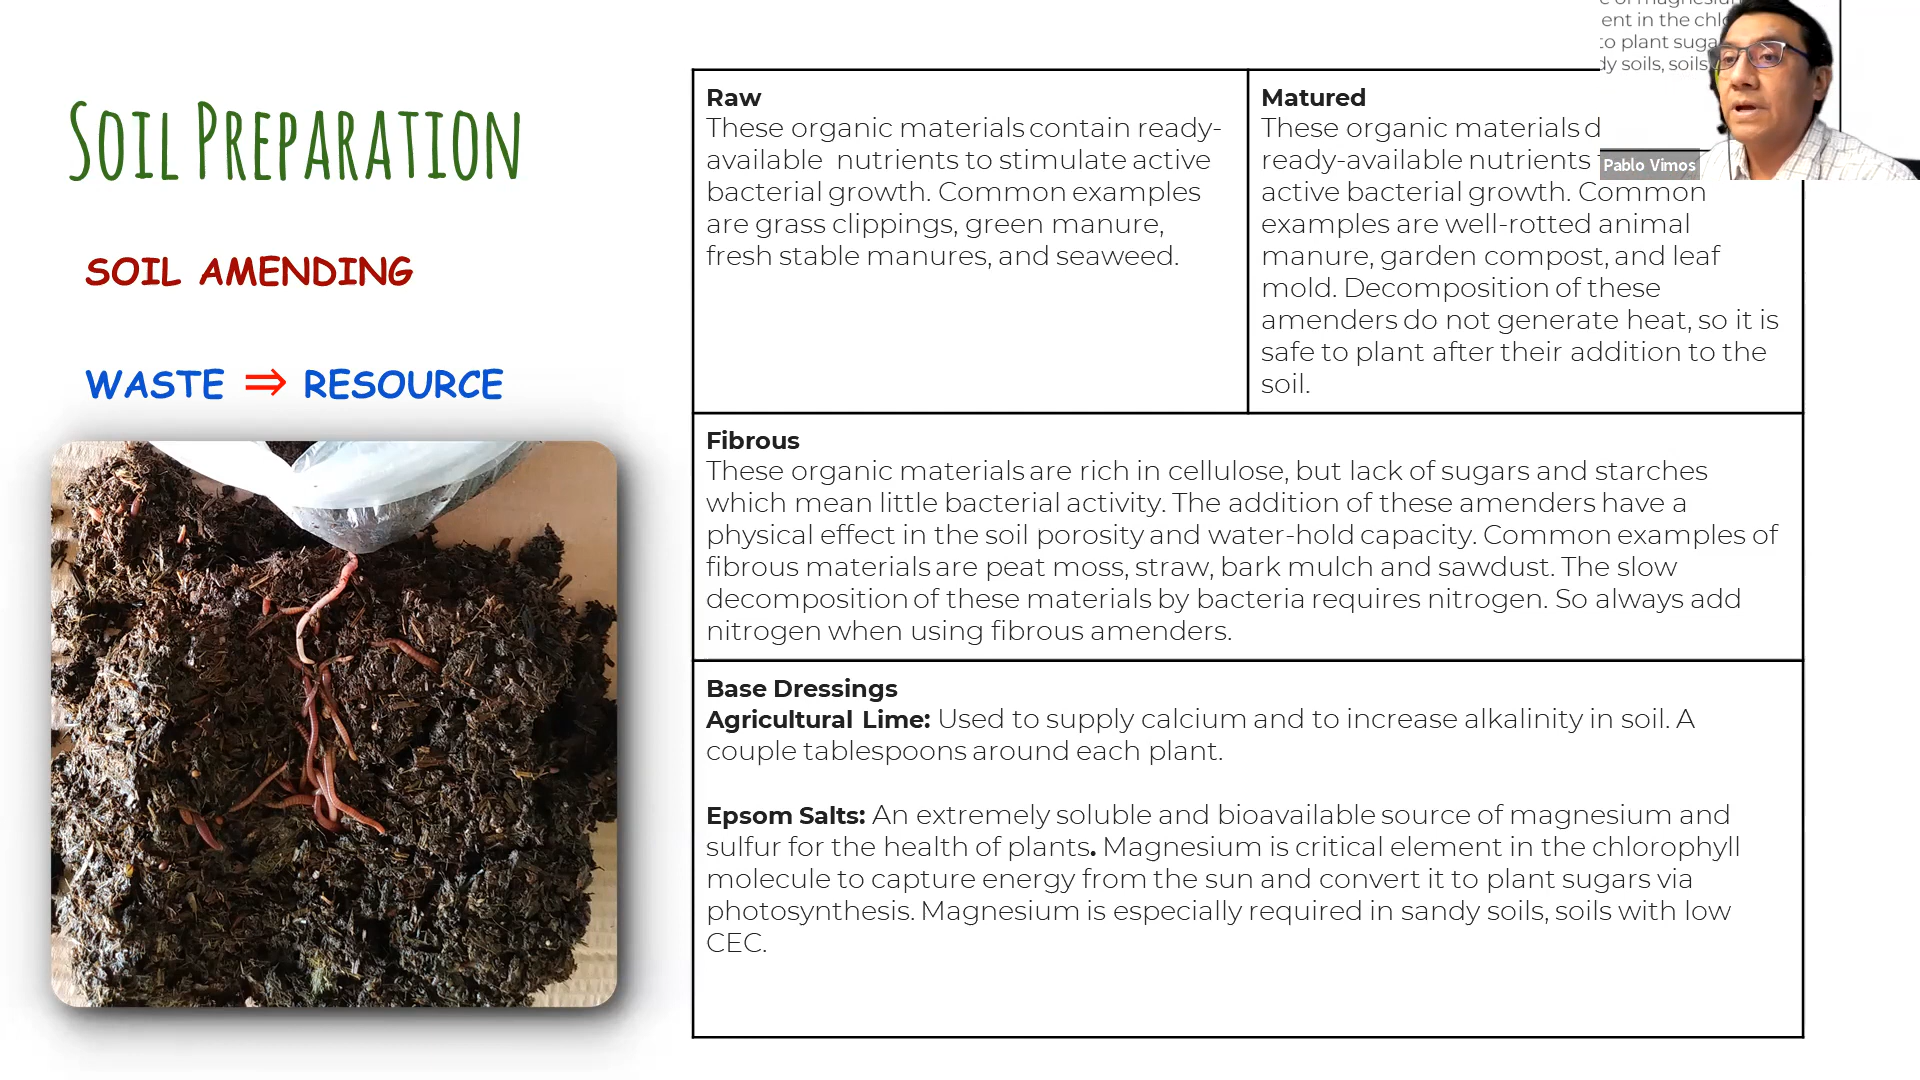 SOIL PREPARATION
SOIL AMENDING
WASTE ⇒ RESOURCE
Raw
These organic materials contain ready-
available nutrients to stimulate active
bacterial growth. Common examples
are grass clippings, green manure,
fresh stable manures, and seaweed.
Matured
These organic materials
ready-available nutrients
active bacterial growth. Common
examples are well-rotted animal
manure, garden compost, and leaf
mold. Decomposition of these
amenders do not generate heat, so it is
safe to plant after their addition to the
soil.
Fibrous
These organic materials are rich in cellulose, but lack of sugars and starches
which mean little bacterial activity. The addition of these amenders have a
physical effect in the soil porosity and water-hold capacity. Common examples of
fibrous materials are peat moss, straw, bark mulch and sawdust. The slow
decomposition of these materials by bacteria requires nitrogen. So always add
nitrogen when using fibrous amenders.
Base Dressings
Agricultural Lime: Used to supply calcium and to increase alkalinity in soil. A
couple tablespoons around each plant.
Epsom Salts: An extremely soluble and bioavailable source of magnesium and
sulfur for the health of plants. Magnesium is critical element in the chlorophyll
molecule to capture energy from the sun and convert it to plant sugars via
photosynthesis. Magnesium is especially required in sandy soils, soils with low
CEC.
in the
to plant
soils, soils
Pablo Vimos